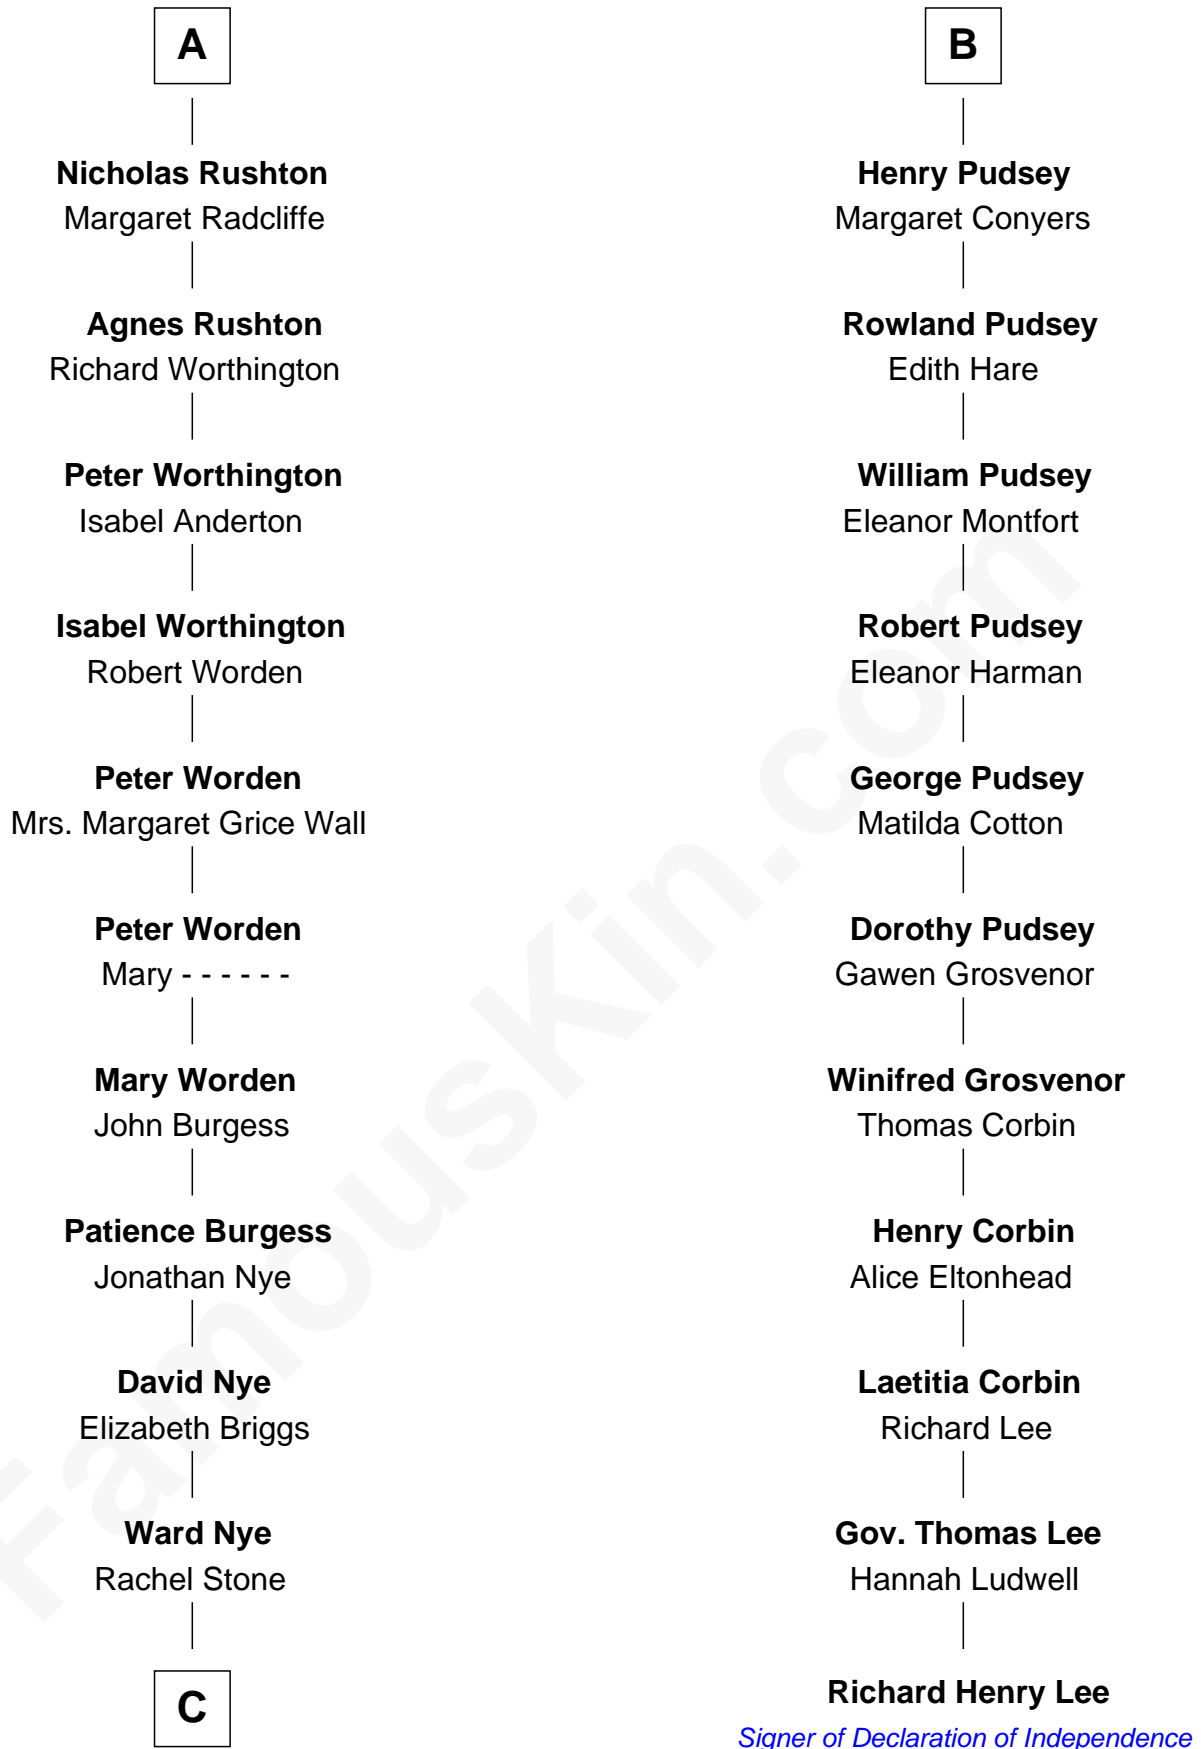 A
Nicholas Rushton
Margaret Radcliffe
Agnes Rushton
Richard Worthington
Peter Worthington
Isabel Anderton
Isabel Worthington
Robert Worden
Peter Worden
Mrs. Margaret Grice Wall
Peter Worden
Mary - - - - - -
Mary Worden
John Burgess
Patience Burgess
Jonathan Nye
David Nye
Elizabeth Briggs
Ward Nye
Rachel Stone
C
B
Henry Pudsey
Margaret Conyers
Rowland Pudsey
Edith Hare
William Pudsey
Eleanor Montfort
Robert Pudsey
Eleanor Harman
George Pudsey
Matilda Cotton
Dorothy Pudsey
Gawen Grosvenor
Winifred Grosvenor
Thomas Corbin
Henry Corbin
Alice Eltonhead
Laetitia Corbin
Richard Lee
Gov. Thomas Lee
Hannah Ludwell
Richard Henry Lee
Signer of Declaration of Independence
FamousKin.com